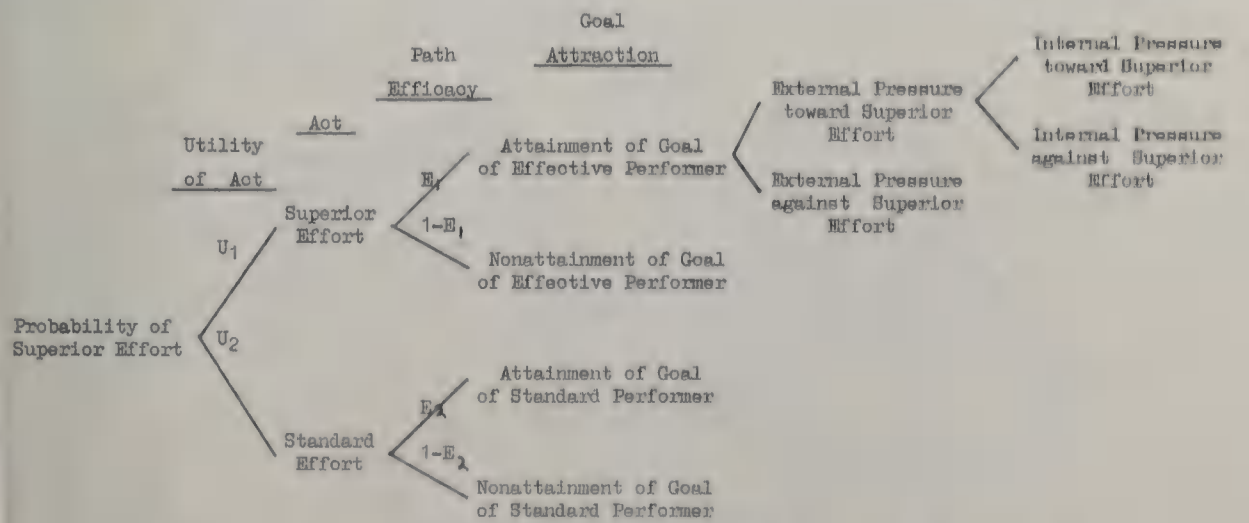 Goal
Attraction
Path
Efficacy
Act
Utility
of Act
Internal Pressure
toward Superior
Effort
External Pressure
toward Superior
Effort
Internal Pressure
against Superior
Effort
Attainment of Goal
of Effective Performer
External Pressure
against Superior
Effort
E1
1-E1
Superior
Effort
Nonattainment of Goal
of Effective Performer
U1
Probability of
Superior Effort
U2
Attainment of Goal
of Standard Performer
E2
1-E2
Standard
Effort
Nonattainment of Goal
of Standard Performer